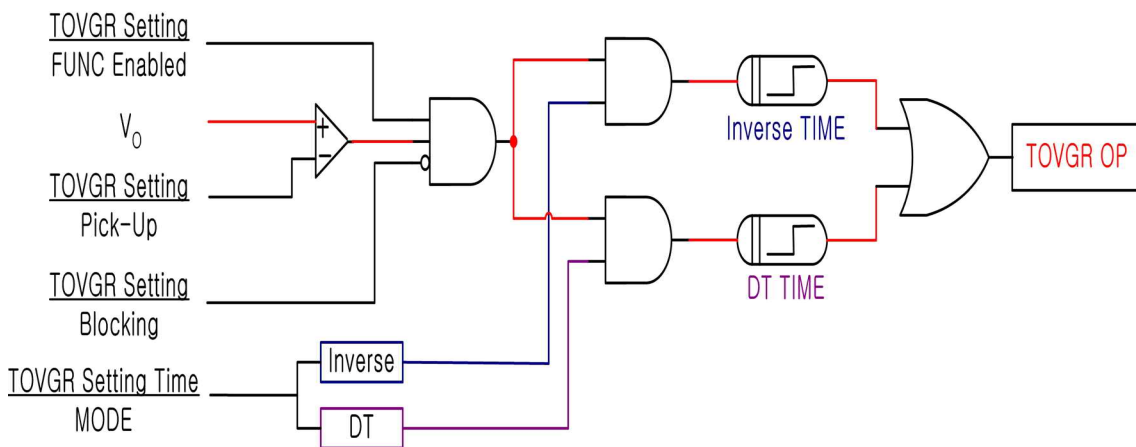 TOVGR Setting
FUNC Enabled
V0
+
−
TOVGR Setting
Pick-Up
TOVGR Setting
Blocking
TOVGR Setting Time
MODE
Inverse
DT
Inverse TIME
DT TIME
TOVGR OP